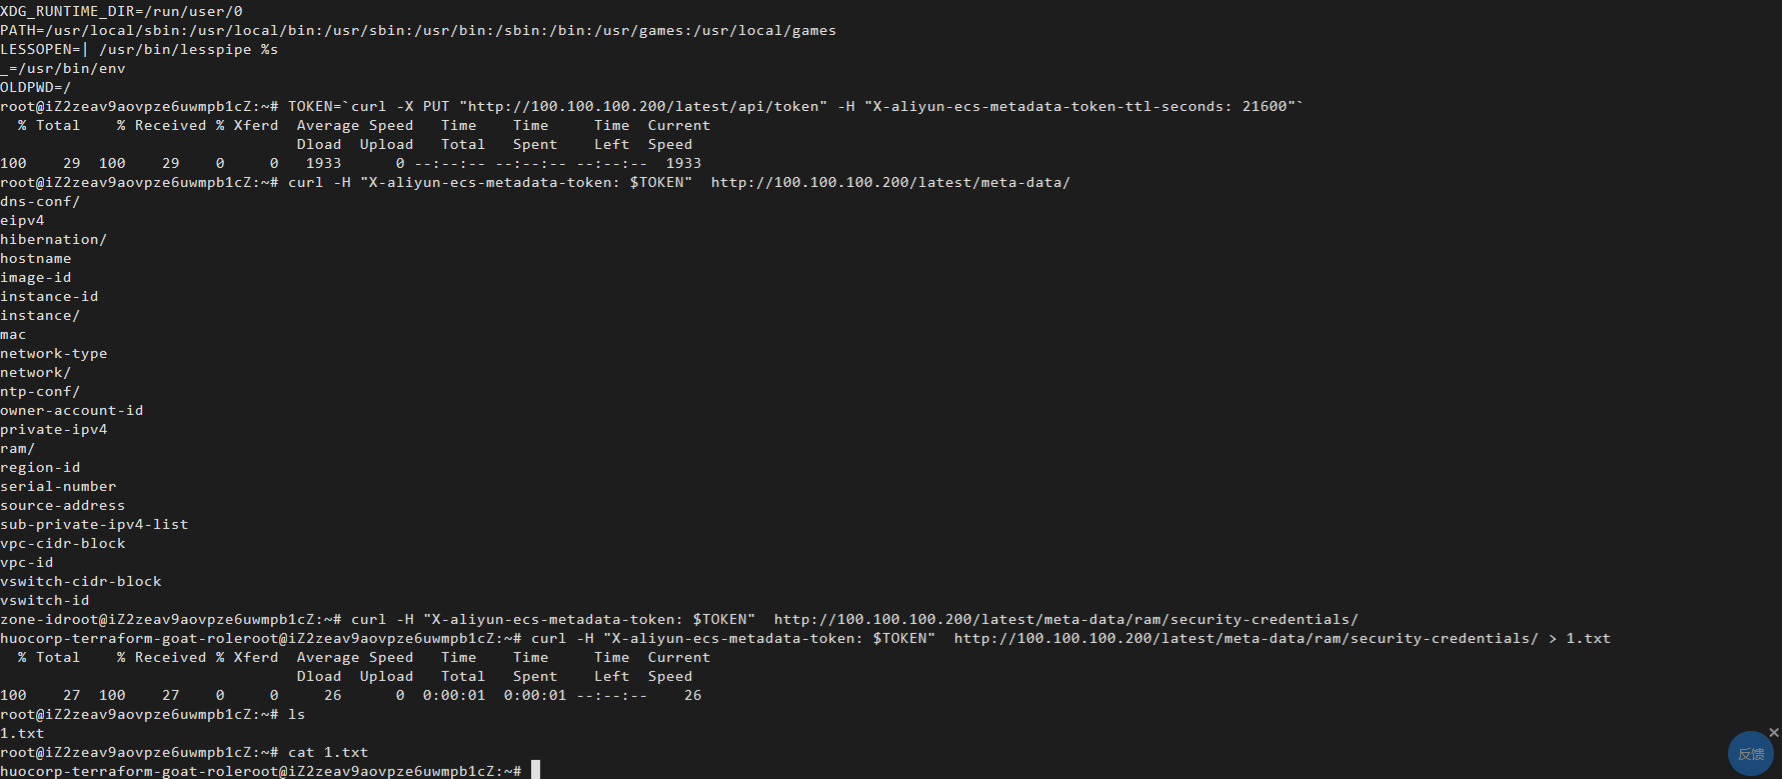 XDG_RUNTIME_DIR=/run/user/0
PATH=/usr/local/sbin:/usr/local/bin:/usr/sbin:/usr/bin:/sbin:/bin:/usr/games:/usr/local/games
LESSOPEN=| /usr/bin/lesspipe %s
_=/usr/bin/env
OLDPWD=/
root@iZ2zeav9aovpze6uwmpb1cZ:~# TOKEN=`curl -X PUT "http://100.100.100.200/latest/api/token" -H "X-aliyun-ecs-metadata-token-ttl-seconds: 21600"`
  % Total    % Received % Xferd  Average Speed   Time    Time     Time  Current
                                 Dload  Upload   Total   Spent    Left  Speed
100    29  100    29    0     0   1933      0 --:--:-- --:--:-- --:--:--  1933
root@iZ2zeav9aovpze6uwmpb1cZ:~# curl -H "X-aliyun-ecs-metadata-token: $TOKEN"  http://100.100.100.200/latest/meta-data/
dns-conf/
eipv4
hibernation/
hostname
image-id
instance-id
instance/
mac
network-type
network/
ntp-conf/
owner-account-id
private-ipv4
ram/
region-id
serial-number
source-address
sub-private-ipv4-list
vpc-cidr-block
vpc-id
vswitch-cidr-block
vswitch-id
zone-idroot@iZ2zeav9aovpze6uwmpb1cZ:~# curl -H "X-aliyun-ecs-metadata-token: $TOKEN"  http://100.100.100.200/latest/meta-data/ram/security-credentials/
huocorp-terraform-goat-roleroot@iZ2zeav9aovpze6uwmpb1cZ:~# curl -H "X-aliyun-ecs-metadata-token: $TOKEN"  http://100.100.100.200/latest/meta-data/ram/security-credentials/ > 1.txt
  % Total    % Received % Xferd  Average Speed   Time    Time     Time  Current
                                 Dload  Upload   Total   Spent    Left  Speed
100    27  100    27    0     0     26      0  0:00:01  0:00:01 --:--:--    26
root@iZ2zeav9aovpze6uwmpb1cZ:~# ls
1.txt
root@iZ2zeav9aovpze6uwmpb1cZ:~# cat 1.txt
huocorp-terraform-goat-roleroot@iZ2zeav9aovpze6uwmpb1cZ:~#
反馈